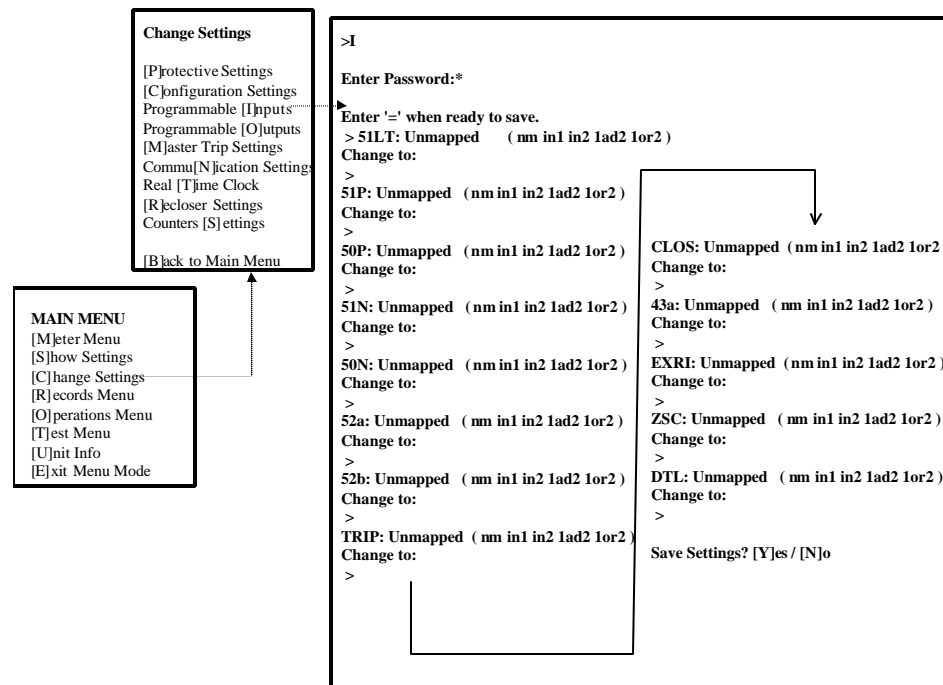 Change Settings
[P]rotective Settings
[C]onfiguration Settings
Programmable [I]nputs
Programmable [O]utputs
[M]aster Trip Settings
Commu[N]ication Settings
Real [T]ime Clock
[R]ecloser Settings
Counters [S] ettings
[B]ack to Main Menu
MAIN MENU
[M]eter Menu
[S]how Settings
[C] hange Settings
[R] ecords Menu
[O]perations Menu
[T]est Menu
[U]nit Info
[E]xit Menu Mode
>I
Enter Password:*
Enter '=' when ready to save.
> 51LT: Unmapped ( nm in1 in2 1ad2 1or2 )
Change to:
>
51P: Unmapped ( nm in1 in2 1ad2 1or2 )
Change to:
>
50P: Unmapped ( nm in1 in2 1ad2 1or2 )
Change to:
>
51N: Unmapped ( nm in1 in2 1ad2 1or2 )
Change to:
>
50N: Unmapped ( nm in1 in2 1ad2 1or2 )
Change to:
>
52a: Unmapped ( nm in1 in2 1ad2 1or2 )
Change to:
>
52b: Unmapped ( nm in1 in2 1ad2 1or2 )
Change to:
>
TRIP: Unmapped ( nm in1 in2 1ad2 1or2 )
Change to:
>
CLOS: Unmapped ( nm in1 in2 1ad2 1or2
Change to:
>
43a: Unmapped ( nm in1 in2 1ad2 1or2 )
Change to:
>
EXRI: Unmapped ( nm in1 in2 1ad2 1or2 )
Change to:
>
ZSC: Unmapped ( nm in1 in2 1ad2 1or2 )
Change to:
>
DTL: Unmapped ( nm in1 in2 1ad2 1or2 )
Change to:
>
Save Settings? [Y]es / [N]o